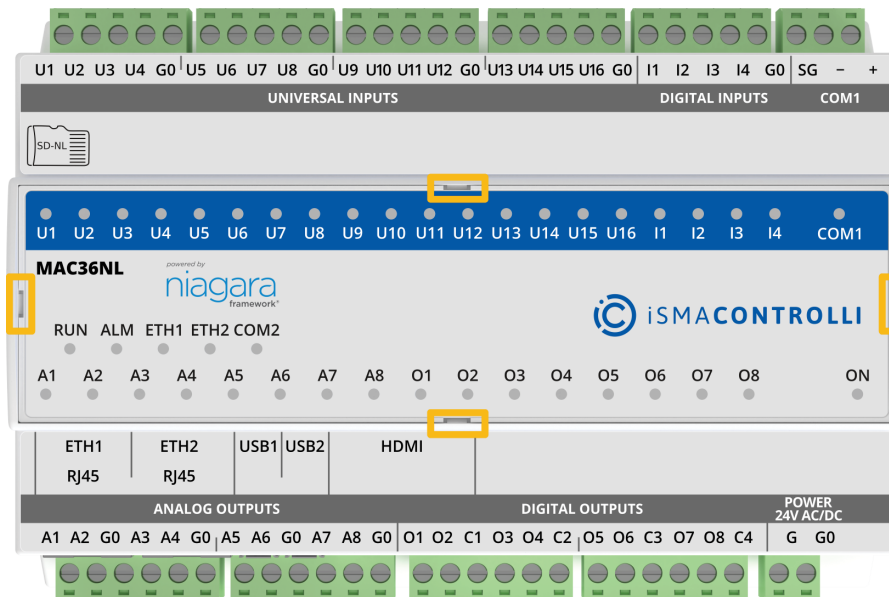 U1 U2 U3 U4 G0 U5 U6 U7 U8 G0 U9 U10 U11 U12 G0 U13 U14 U15 U16 G0 I1 I2 I3 I4 G0 SG – +
UNIVERSAL INPUTS DIGITAL INPUTS COM1
SD-NL
U1 U2 U3 U4 U5 U6 U7 U8 U9 U10 U11 U12 U13 U14 U15 U16 I1 I2 I3 I4 COM1
MAC36NL
powered by
niagara
framework®
iSMACONTROLLI
RUN ALM ETH1 ETH2 COM2
A1 A2 A3 A4 A5 A6 A7 A8 O1 O2 O3 O4 O5 O6 O7 O8 ON
ETH1 ETH2 USB1 USB2 HDMI
RJ45 RJ45
ANALOG OUTPUTS DIGITAL OUTPUTS POWER
24V AC/DC
A1 A2 G0 A3 A4 G0 A5 A6 G0 A7 A8 G0 O1 O2 C1 O3 O4 C2 O5 O6 C3 O7 O8 C4 G G0